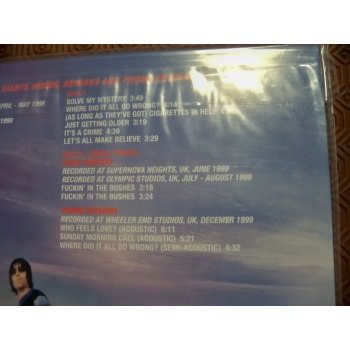 GIANTS DEMOS, REMIXES AND PROMO
APRIL - MAY 1999
1999
SOLVE MY MYSTERY 3:49
WHERE DID IT ALL GO WRONG? 4:14
(AS LONG AS THEY'VE GOT) CIGARETTES IN HELL
JUST GETTING OLDER 3:19
IT'S A CRIME 4:39
LET'S ALL MAKE BELIEVE 3:29
RECORDED AT SUPERNOVA HEIGHTS, UK, JUNE 1999
RECORDED AT OLYMPIC STUDIOS, UK, JULY - AUGUST 1999
FUCKIN' IN THE BUSHES 3:18
FUCKIN' IN THE BUSHES 3:24
RECORDED AT WHEELER END STUDIOS, UK, DECEMBER 1999
WHO FEELS LOVE? (ACOUSTIC) 6:11
SUNDAY MORNING CALL (ACOUSTIC) 5:21
WHERE DID IT ALL GO WRONG? (SEMI-ACOUSTIC) 4:32